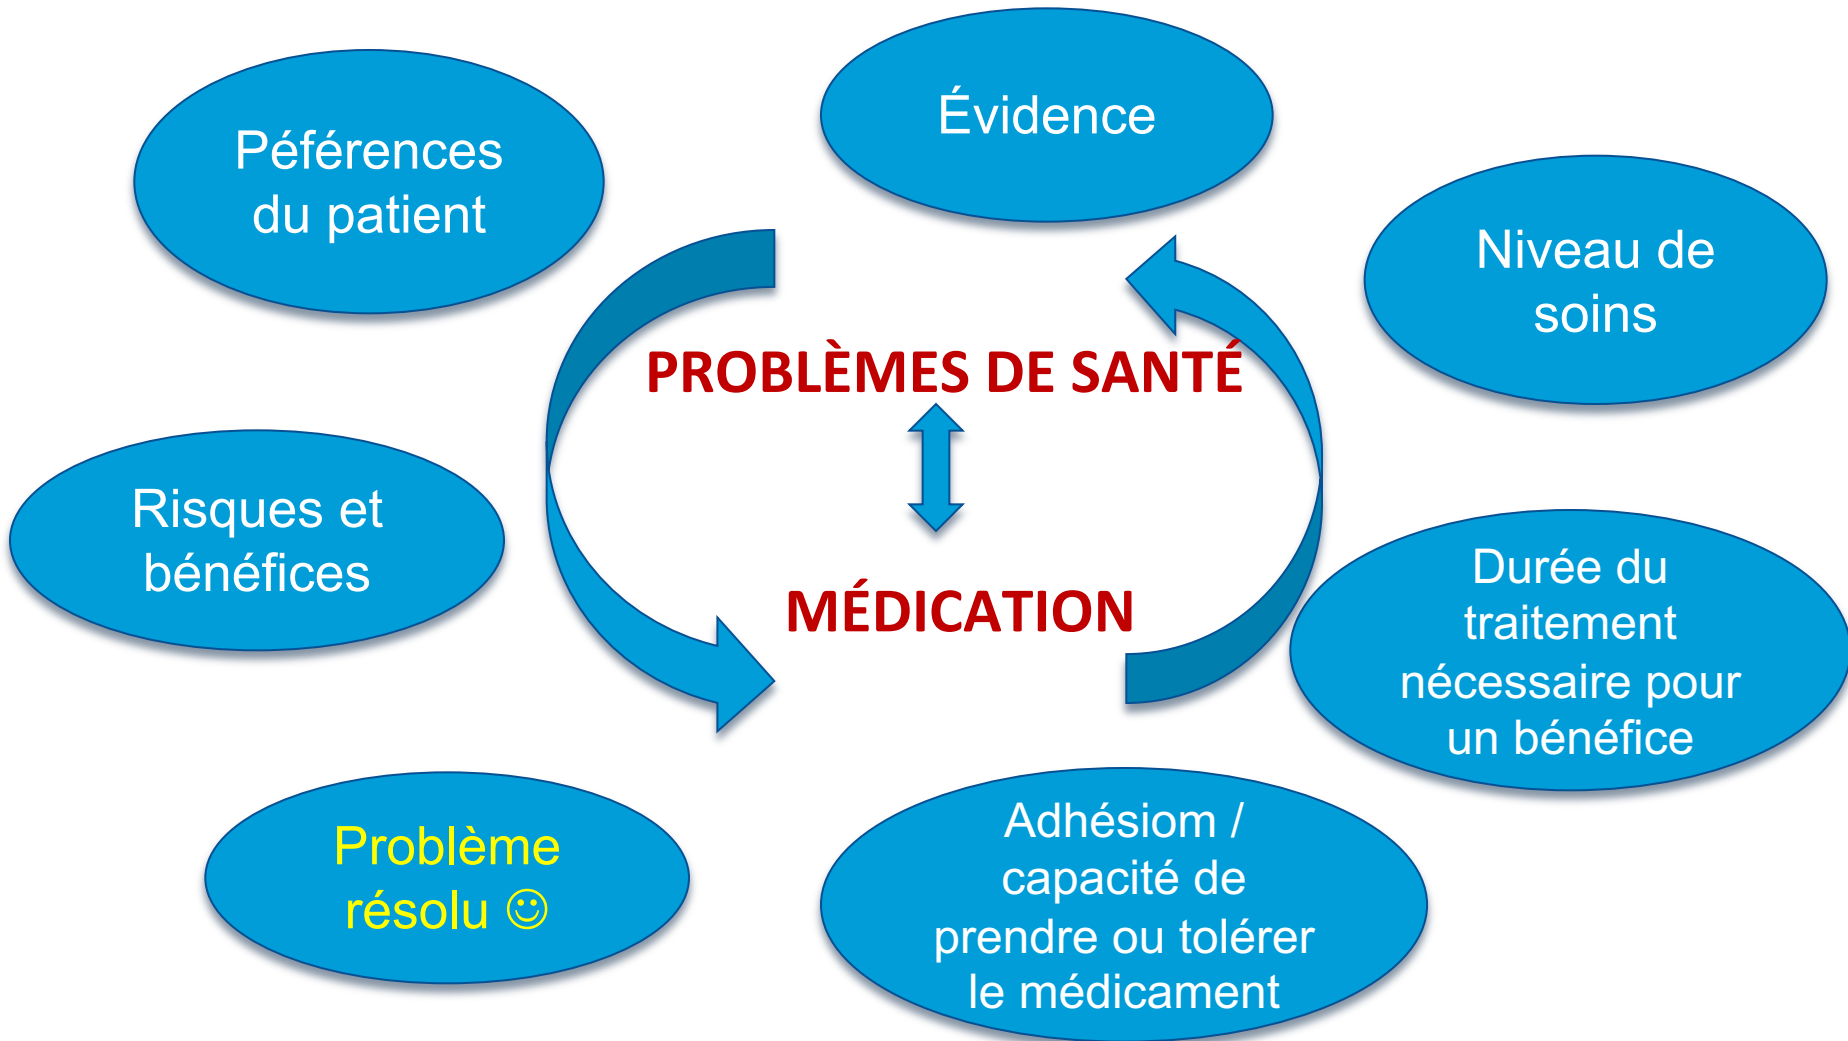 Évidence
Péférences
du patient
Niveau de
soins
PROBLÈMES DE SANTÉ
Risques et
bénéfices
MÉDICATION
Durée du
traitement
nécessaire pour
un bénéfice
Problème
résolu ☺
Adhésiom /
capacité de
prendre ou tolérer
le médicament